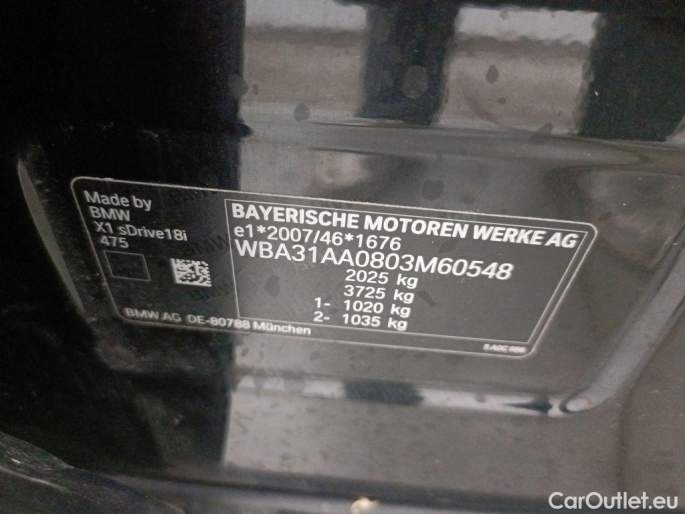 Made by
BMW
X1 sDrive18i
475
BMW AG DE-80788 München
BAYERISCHE MOTOREN WERKE AG
e1*2007/46*1676
WBA31AA0803M60548
2025 kg
3725 kg
1- 1020 kg
2- 1035 kg
CarOutlet.eu